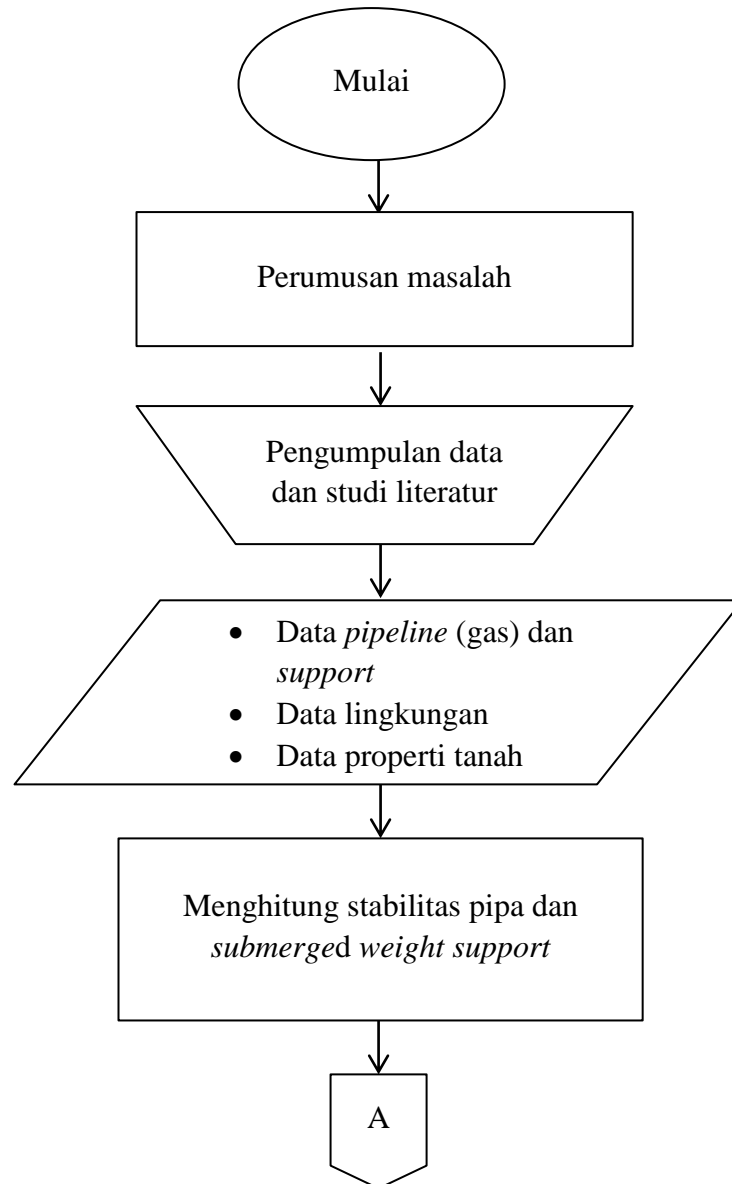 Mulai
Perumusan masalah
Pengumpulan data
dan studi literatur
• Data pipeline (gas) dan
support
• Data lingkungan
• Data properti tanah
Menghitung stabilitas pipa dan
submerged weight support
A